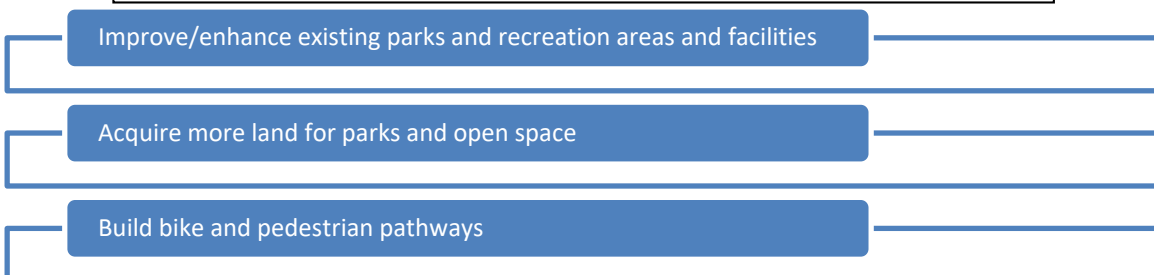 Improve/enhance existing parks and recreation areas and facilities
Acquire more land for parks and open space
Build bike and pedestrian pathways